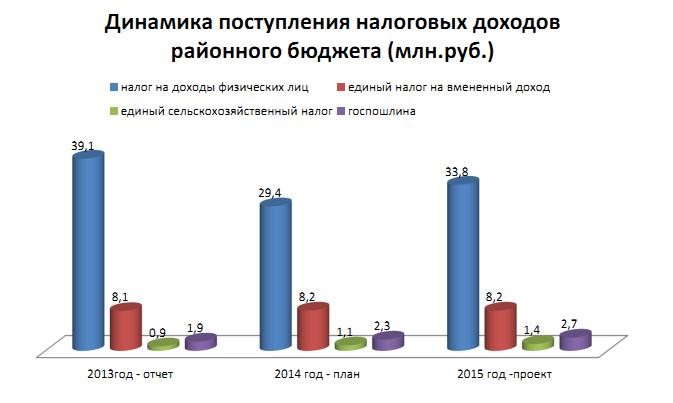 Динамика поступления налоговых доходов
районного бюджета (млн.руб.)
налог на доходы физических лиц единый налог на вмененный доход
единый сельскохозяйственный налог госпошлина
39,1 8,1 0,9 1,9
29,4 8,2 1,1 2,3
33,8 8,2 1,4 2,7
2013год - отчет 2014 год - план 2015 год -проект